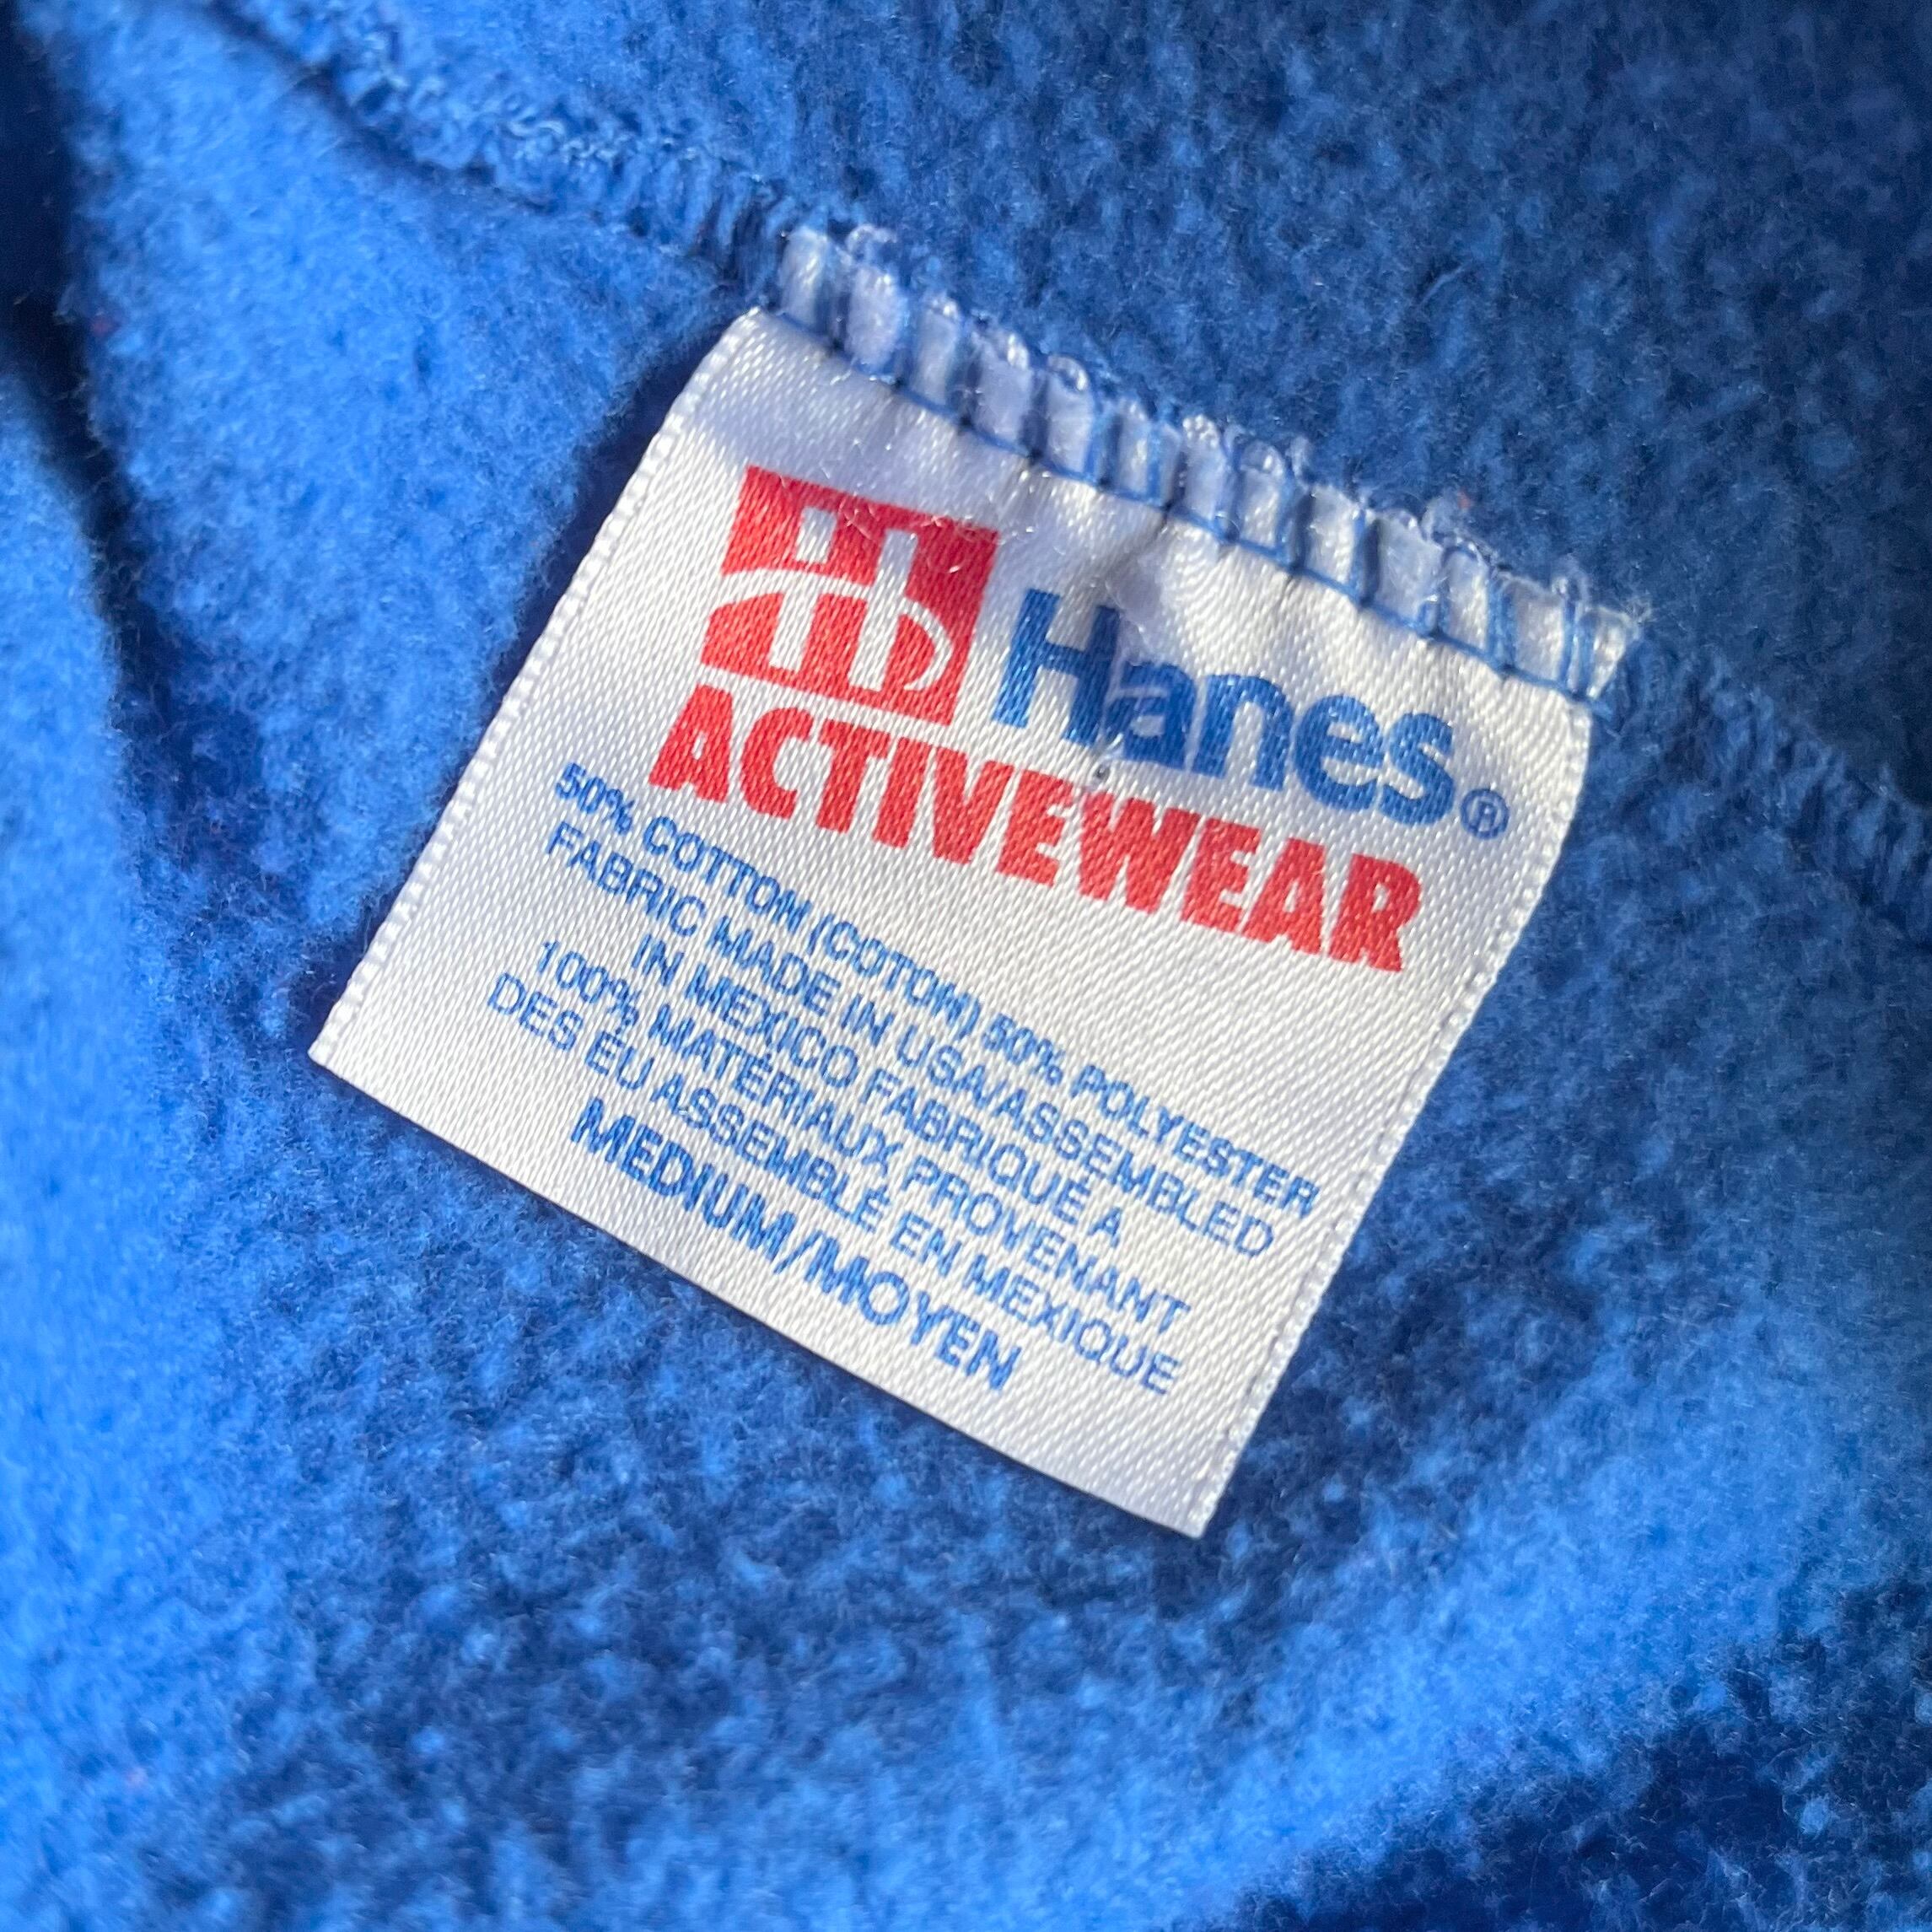 Hanes®
ACTIVEWEAR
50% COTTON (COTON) 50% POLYESTER
FABRIC MADE IN USA/ASSEMBLED
IN MEXICO FABRIQUÉ A
100% MATÉRIAUX PROVENANT
DES EU ASSEMBLÉ EN MEXIQUE
MEDIUM/MOYEN